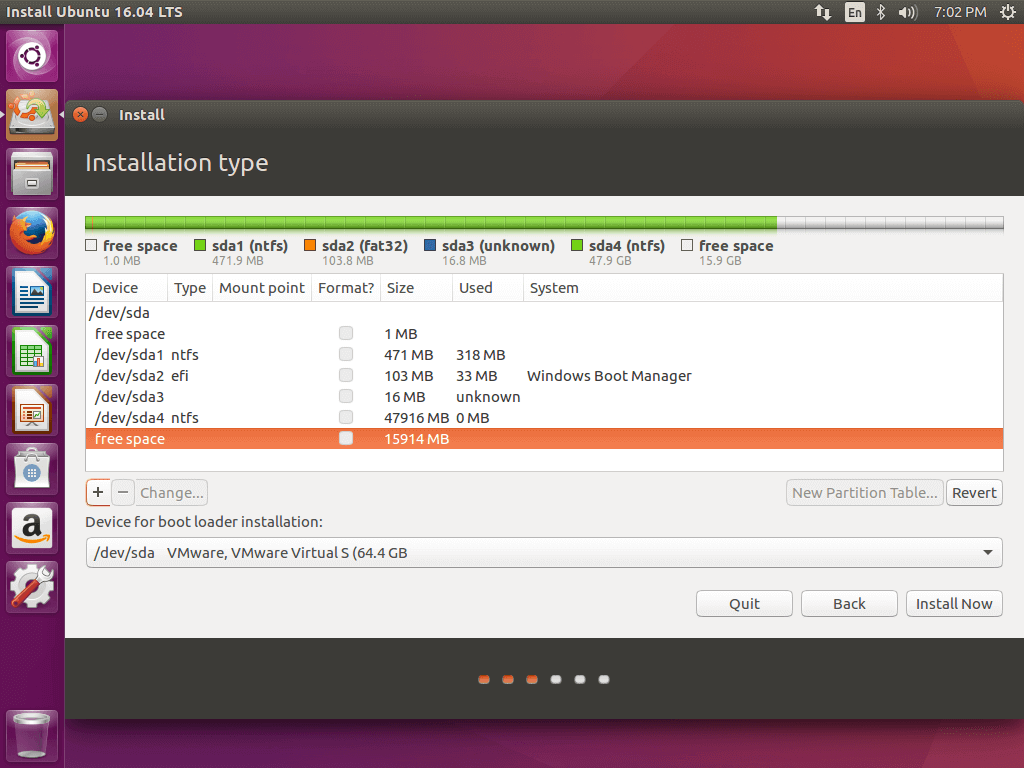 Install Ubuntu 16.04 LTS En 7:02 PM
Install
Installation type
free space sda1 (ntfs) sda2 (fat32) sda3 (unknown) sda4 (ntfs) free space
1.0 MB 471.9 MB 103.8 MB 16.8 MB 47.9 GB 15.9 GB
Device Type Mount point Format? Size Used System
/dev/sda
free space 1 MB
/dev/sda1 ntfs 471 MB 318 MB
/dev/sda2 efi 103 MB 33 MB Windows Boot Manager
/dev/sda3 16 MB unknown
/dev/sda4 ntfs 47916 MB 0 MB
free space 15914 MB
+ − Change... New Partition Table... Revert
Device for boot loader installation:
/dev/sda VMware, VMware Virtual S (64.4 GB
Quit Back Install Now
a